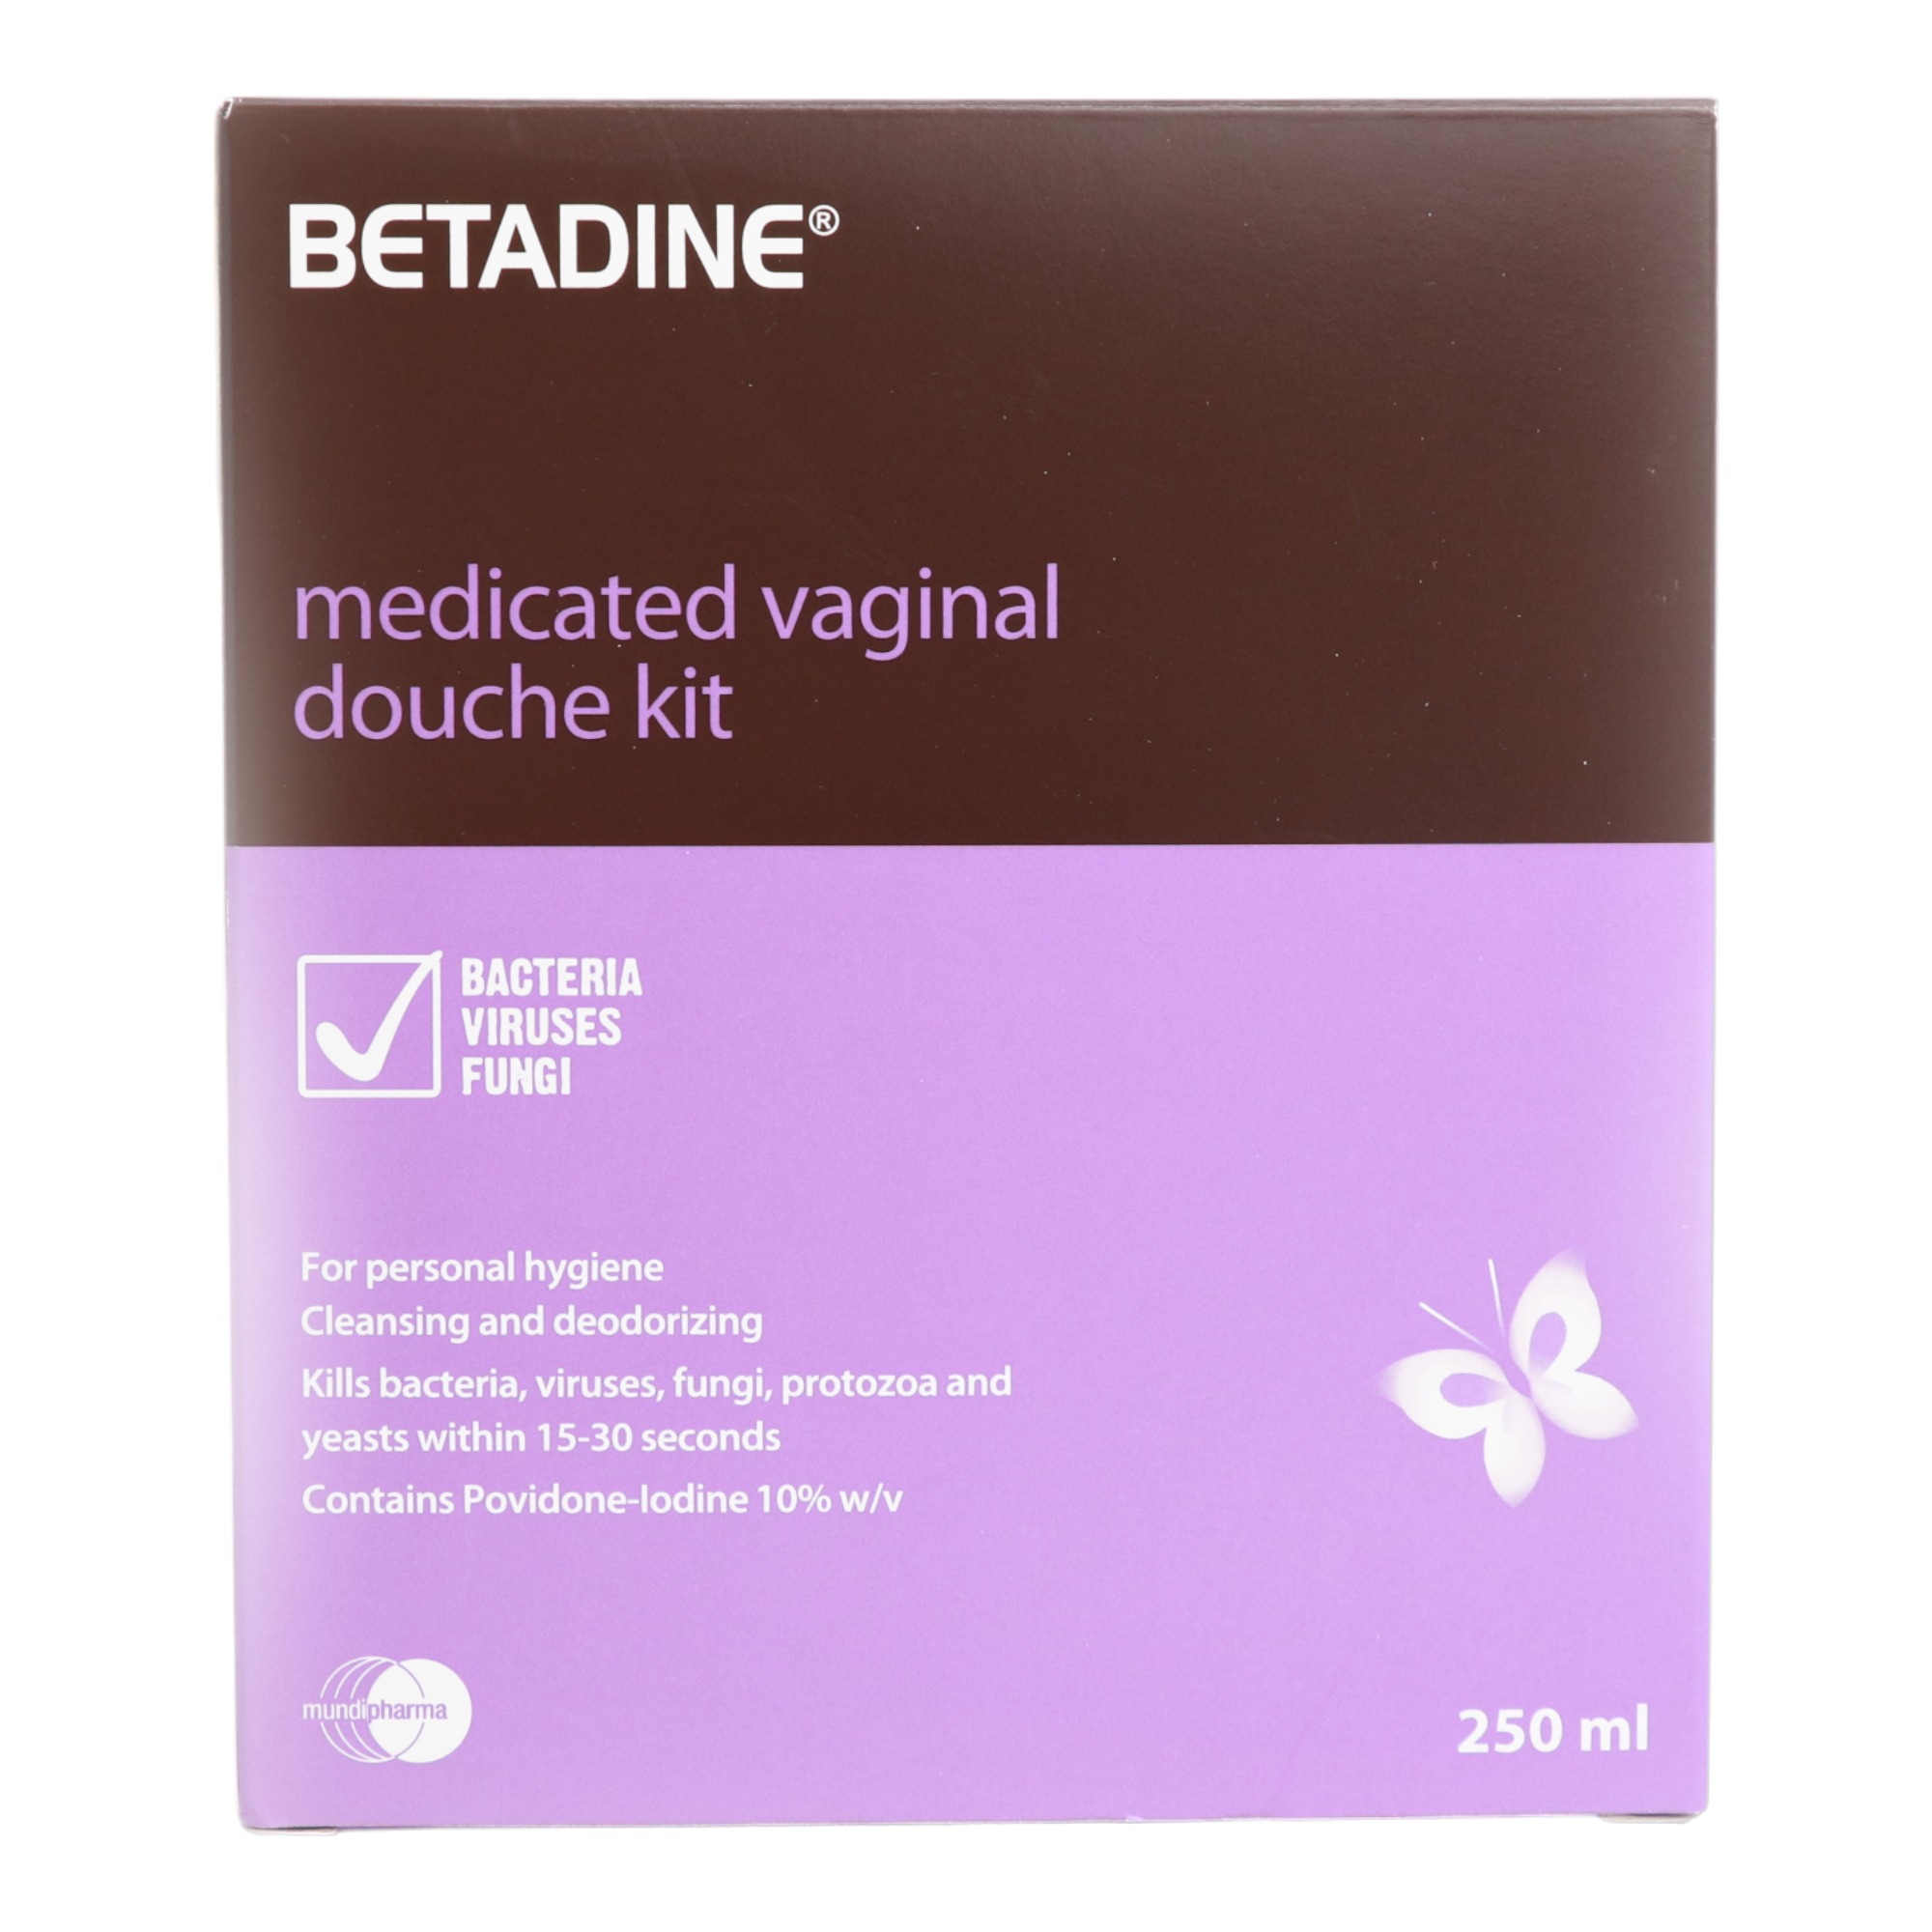 BETADINE®
medicated vaginal
douche kit
BACTERIA
VIRUSES
FUNGI
For personal hygiene
Cleansing and deodorizing
Kills bacteria, viruses, fungi, protozoa and
yeasts within 15-30 seconds
Contains Povidone-Iodine 10% w/v
mundipharma
250 ml